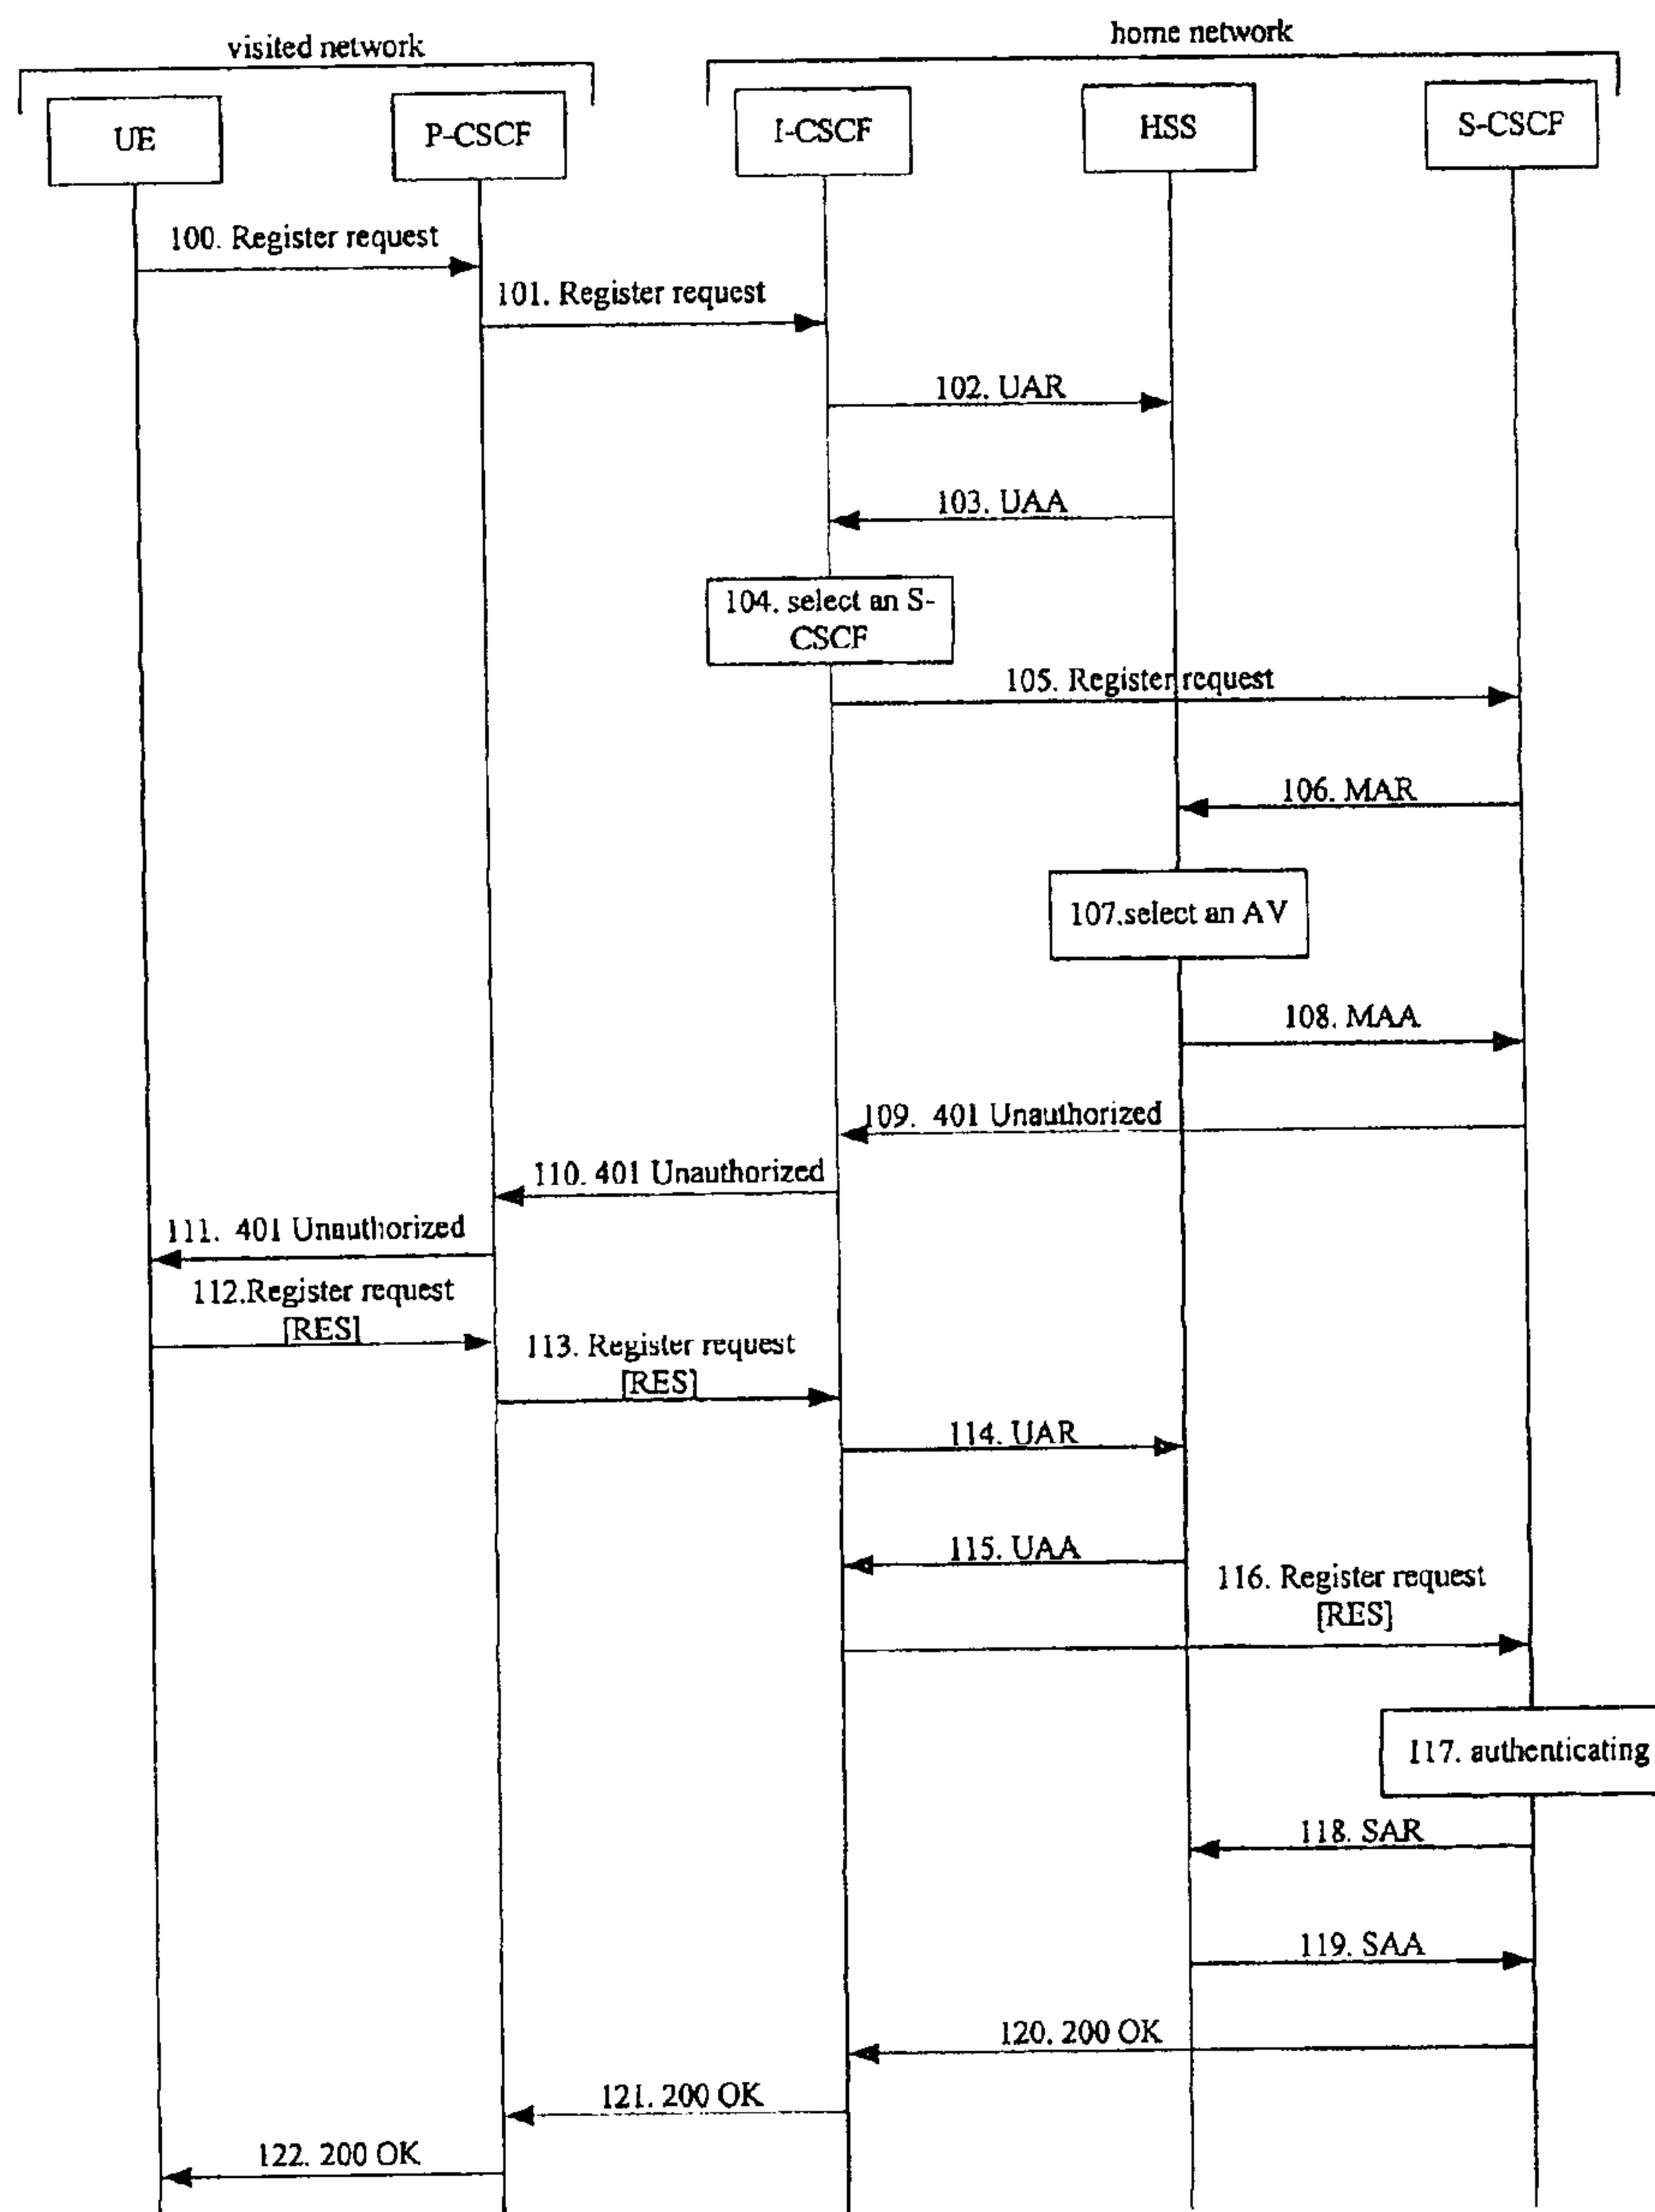 visited network
home network
UE
P-CSCF
I-CSCF
HSS
S-CSCF
100. Register request
101. Register request
102. UAR
103. UAA
104. select an S-
CSCF
105. Register request
106. MAR
107.select an AV
108. MAA
109. 401 Unauthorized
110. 401 Unauthorized
111. 401 Unauthorized
112.Register request
[RES]
113. Register request
[RES]
114. UAR
115. UAA
116. Register request
[RES]
117. authenticating
118. SAR
119. SAA
120. 200 OK
121. 200 OK
122. 200 OK